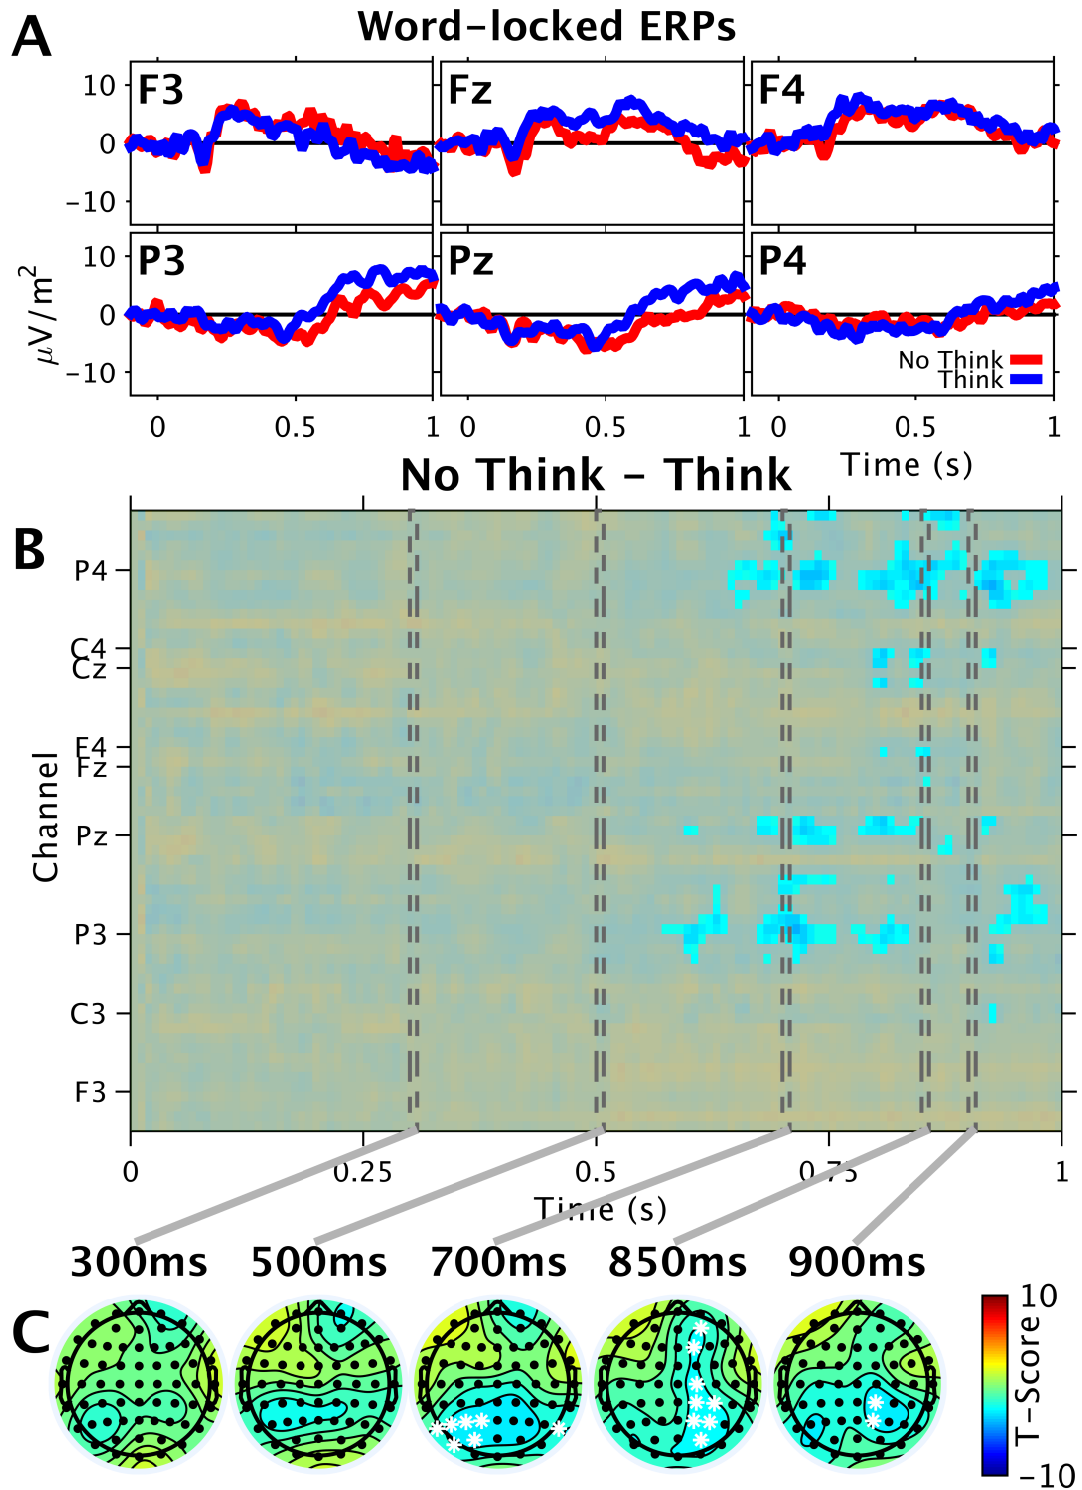 A
Word-locked ERPs
F3 Fz F4
10
0
-10
P3 Pz P4
10
0
-10
μV/m²
No Think
Think
0 0.5 1 0 0.5 1 0 0.5 1
Time (s)
No Think - Think
B
P4
C4
Cz
F4
Fz
Pz
P3
C3
F3
Channel
0 0.25 0.5 0.75 1
Time (s)
300ms 500ms 700ms 850ms 900ms
C
10
T-Score
-10